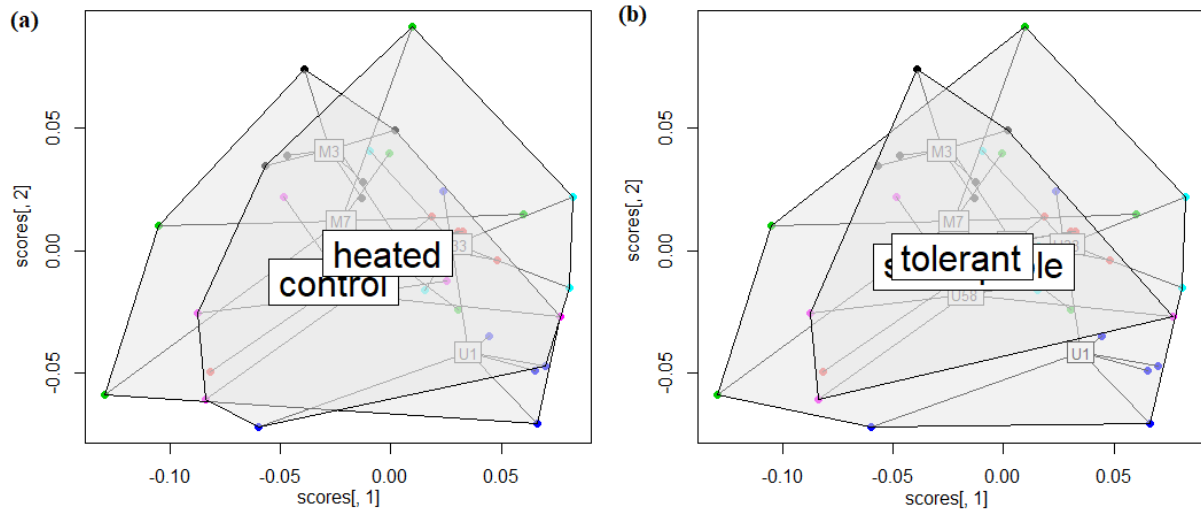 (a)
0.05
0.00
-0.05
scores[, 2]
M3
M7
33
heated
control
U1
-0.10
-0.05
0.00
0.05
scores[, 1]
(b)
0.05
0.00
-0.05
scores[, 2]
M3
M7
tolerant
U58
U1
-0.10
-0.05
0.00
0.05
scores[, 1]